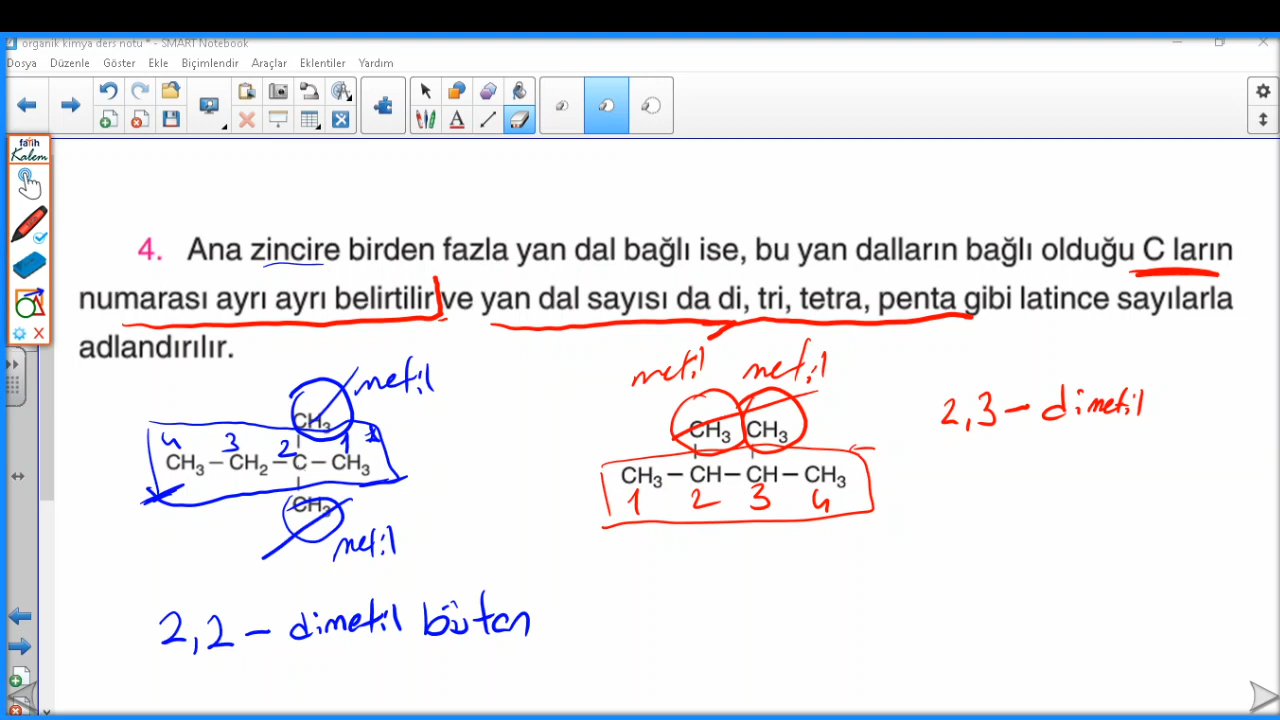 organik kimya ders notu * - SMART Notebook
Dosya Düzenle Göster Ekle Biçimlendir Araçlar Eklentiler Yardım
fatih
Kalem
4. Ana zincire birden fazla yan dal bağlı ise, bu yan dalların bağlı olduğu C ların
numarası ayrı ayrı belirtilir ve yan dal sayısı da di, tri, tetra, penta gibi latince sayılarla
adlandırılır.
metil
CH3
4 3 2 1
CH3 – CH2 – C – CH3
CH3
metil
2,2 – dimetil bütan
metil metil
CH3 CH3
CH3 – CH – CH – CH3
1 2 3 4
2,3 – dimetil